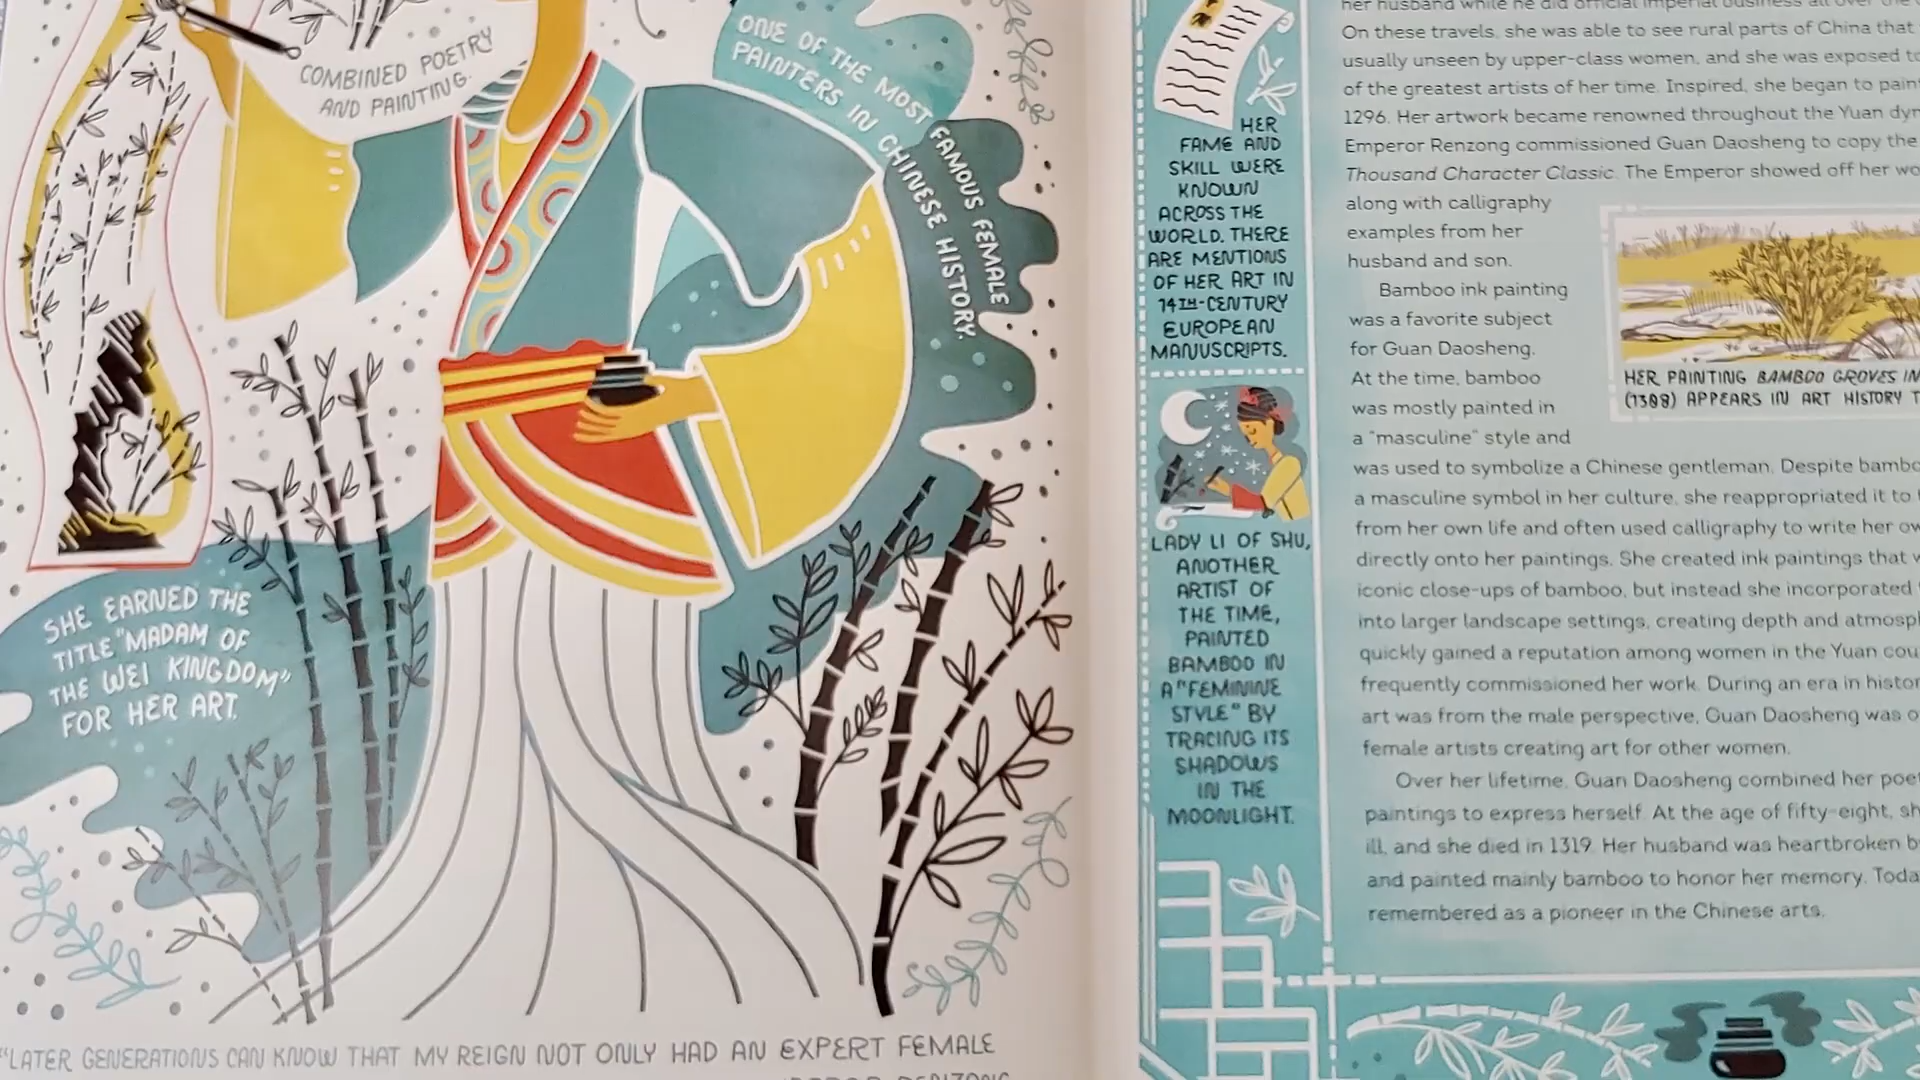 COMBINED POETRY
AND PAINTING.
ONE OF THE MOST FAMOUS FEMALE
PAINTERS IN CHINESE HISTORY.
SHE EARNED THE
TITLE "MADAM OF
THE WEI KINGDOM"
FOR HER ART.
"LATER GENERATIONS CAN KNOW THAT MY REIGN NOT ONLY HAD AN EXPERT FEMALE
HER
FAME AND
SKILL WERE
KNOWN
ACROSS THE
WORLD. THERE
ARE MENTIONS
OF HER ART IN
14TH-CENTURY
EUROPEAN
MANUSCRIPTS.
LADY LI OF SHU,
ANOTHER
ARTIST OF
THE TIME,
PAINTED
BAMBOO IN
A "FEMININE
STYLE" BY
TRACING ITS
SHADOWS
IN THE
MOONLIGHT.
her husband while he did official imperial business all over the
On these travels, she was able to see rural parts of China that
usually unseen by upper-class women, and she was exposed to
of the greatest artists of her time. Inspired, she began to paint
1296. Her artwork became renowned throughout the Yuan
Emperor Renzong commissioned Guan Daosheng to copy the
Thousand Character Classic. The Emperor showed off her
along with calligraphy
examples from her
husband and son.
Bamboo ink painting
was a favorite subject
for Guan Daosheng.
At the time, bamboo
was mostly painted in
a "masculine" style and
was used to symbolize a Chinese gentleman. Despite
a masculine symbol in her culture, she reappropriated it to
from her own life and often used calligraphy to write her
directly onto her paintings. She created ink paintings that
iconic close-ups of bamboo, but instead she incorporated
into larger landscape settings, creating depth and
quickly gained a reputation among women in the Yuan
frequently commissioned her work. During an era in
art was from the male perspective, Guan Daosheng was
female artists creating art for other women.
Over her lifetime, Guan Daosheng combined her
paintings to express herself. At the age of fifty-eight,
ill, and she died in 1319. Her husband was heartbroken
and painted mainly bamboo to honor her memory.
remembered as a pioneer in the Chinese arts.
HER PAINTING BAMBOO GROVES IN
(1308) APPEARS IN ART HISTORY